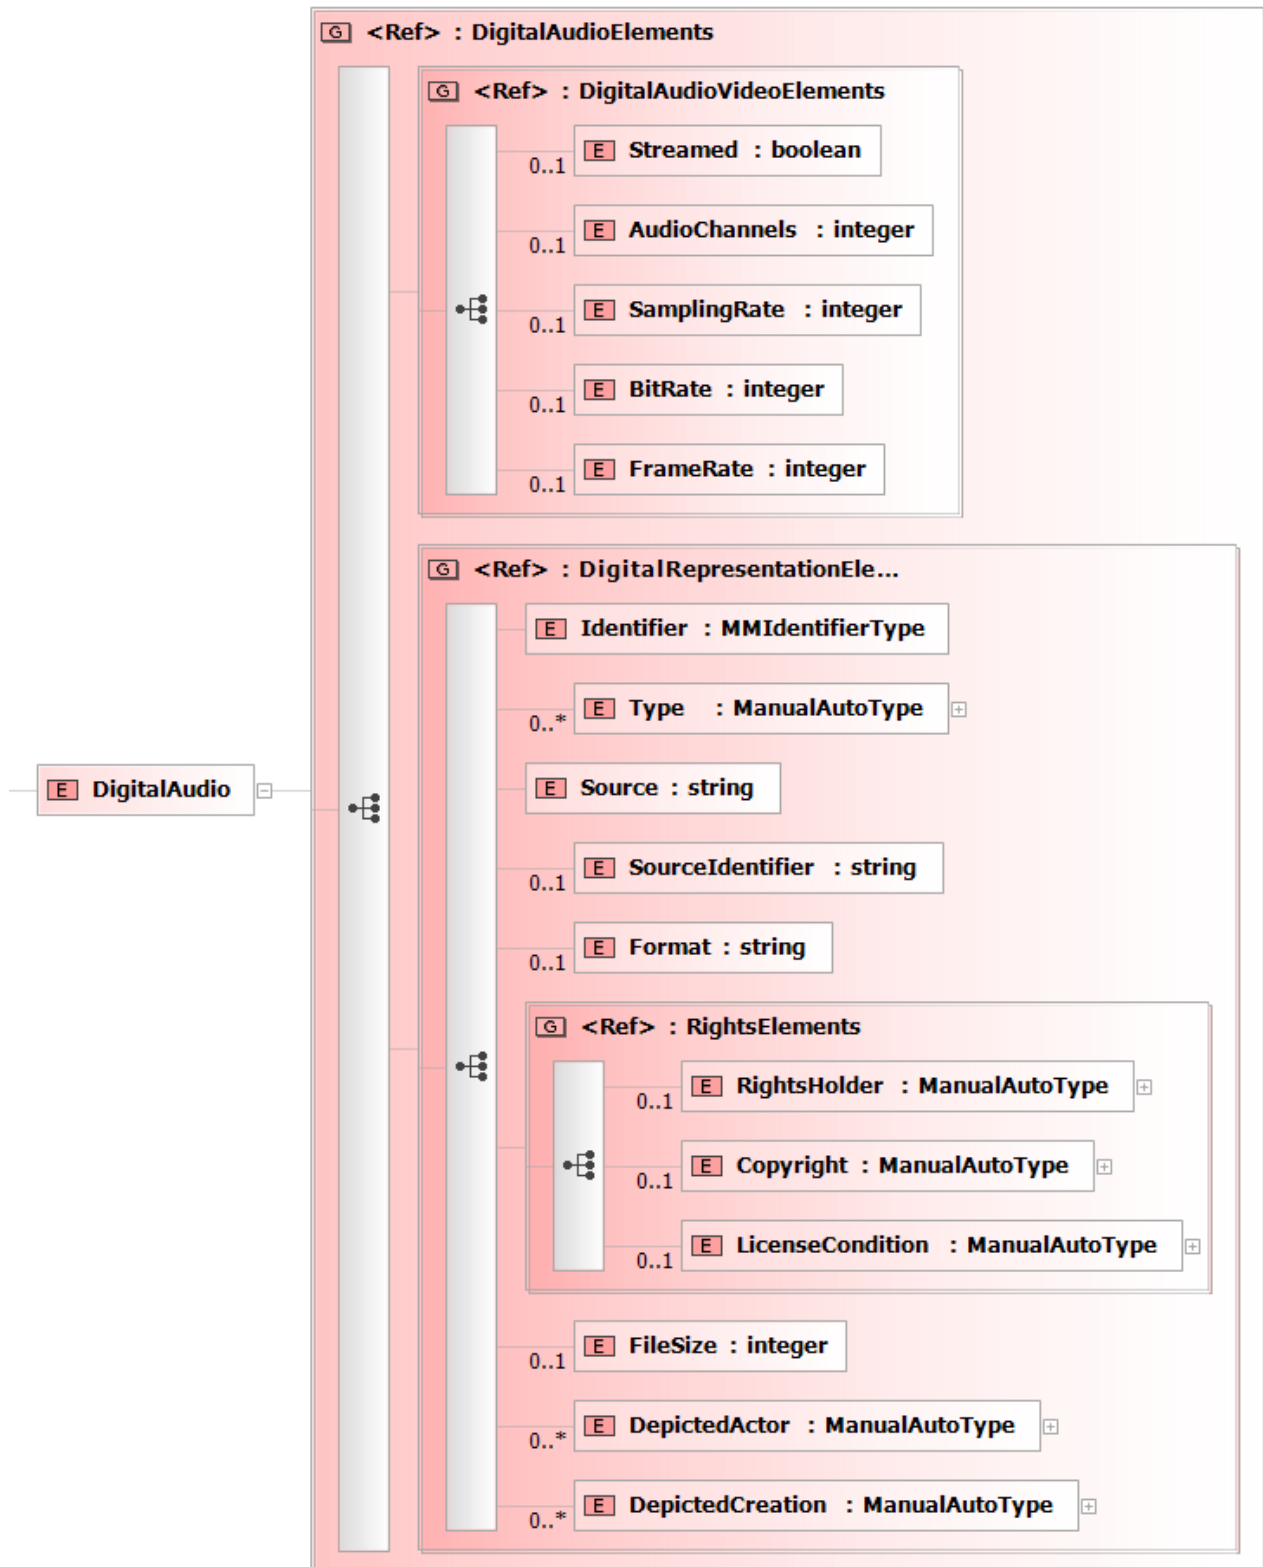 G <Ref> : DigitalAudioElements
G <Ref> : DigitalAudioVideoElements
E Streamed : boolean
0..1
E AudioChannels : integer
0..1
E SamplingRate : integer
0..1
E BitRate : integer
0..1
E FrameRate : integer
0..1
G <Ref> : DigitalRepresentationEle...
E Identifier : MMIdentifierType
E Type : ManualAutoType
0..*
E DigitalAudio
E Source : string
E SourceIdentifier : string
0..1
E Format : string
0..1
G <Ref> : RightsElements
E RightsHolder : ManualAutoType
0..1
E Copyright : ManualAutoType
0..1
E LicenseCondition : ManualAutoType
0..1
E FileSize : integer
0..1
E DepictedActor : ManualAutoType
0..*
E DepictedCreation : ManualAutoType
0..*